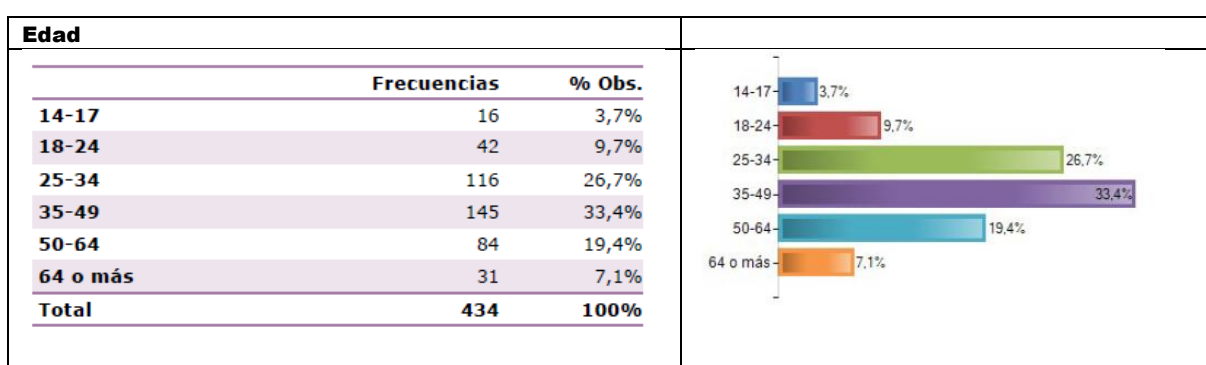 Edad
Frecuencias % Obs.
14-17 16 3,7%
18-24 42 9,7%
25-34 116 26,7%
35-49 145 33,4%
50-64 84 19,4%
64 o más 31 7,1%
Total 434 100%
14-17 3,7%
18-24 9,7%
25-34 26,7%
35-49 33,4%
50-64 19,4%
64 o más 7,1%